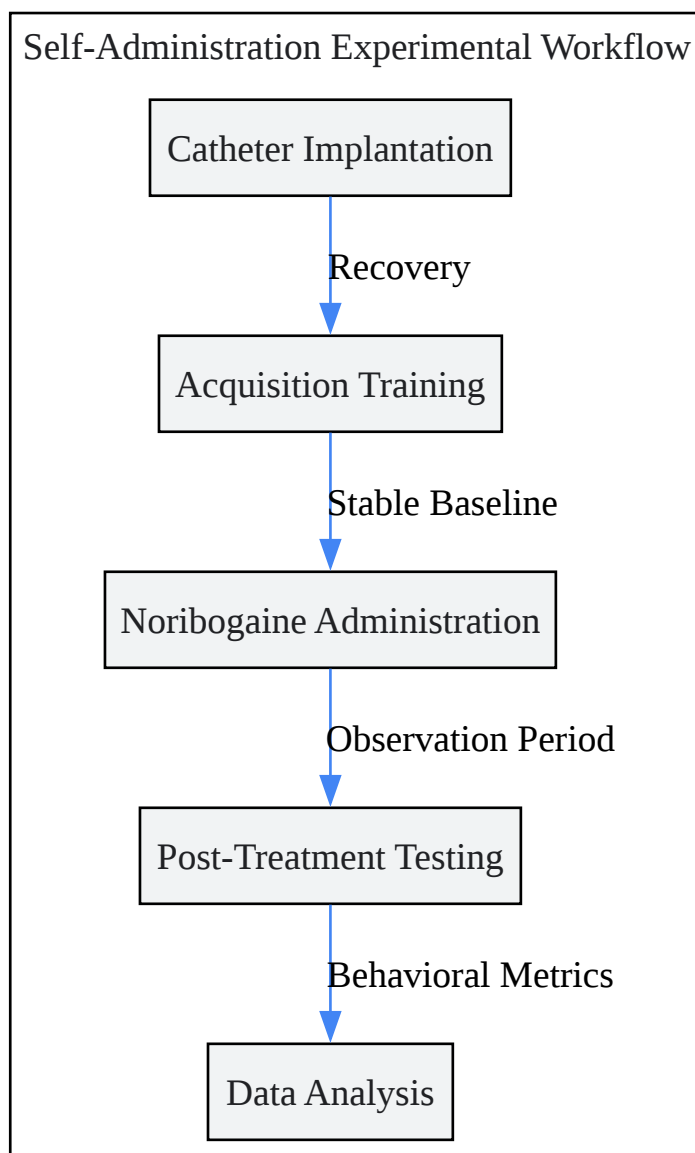 Self-Administration Experimental Workflow
Catheter Implantation
Recovery
Acquisition Training
Stable Baseline
Noribogaine Administration
Observation Period
Post-Treatment Testing
Behavioral Metrics
Data Analysis